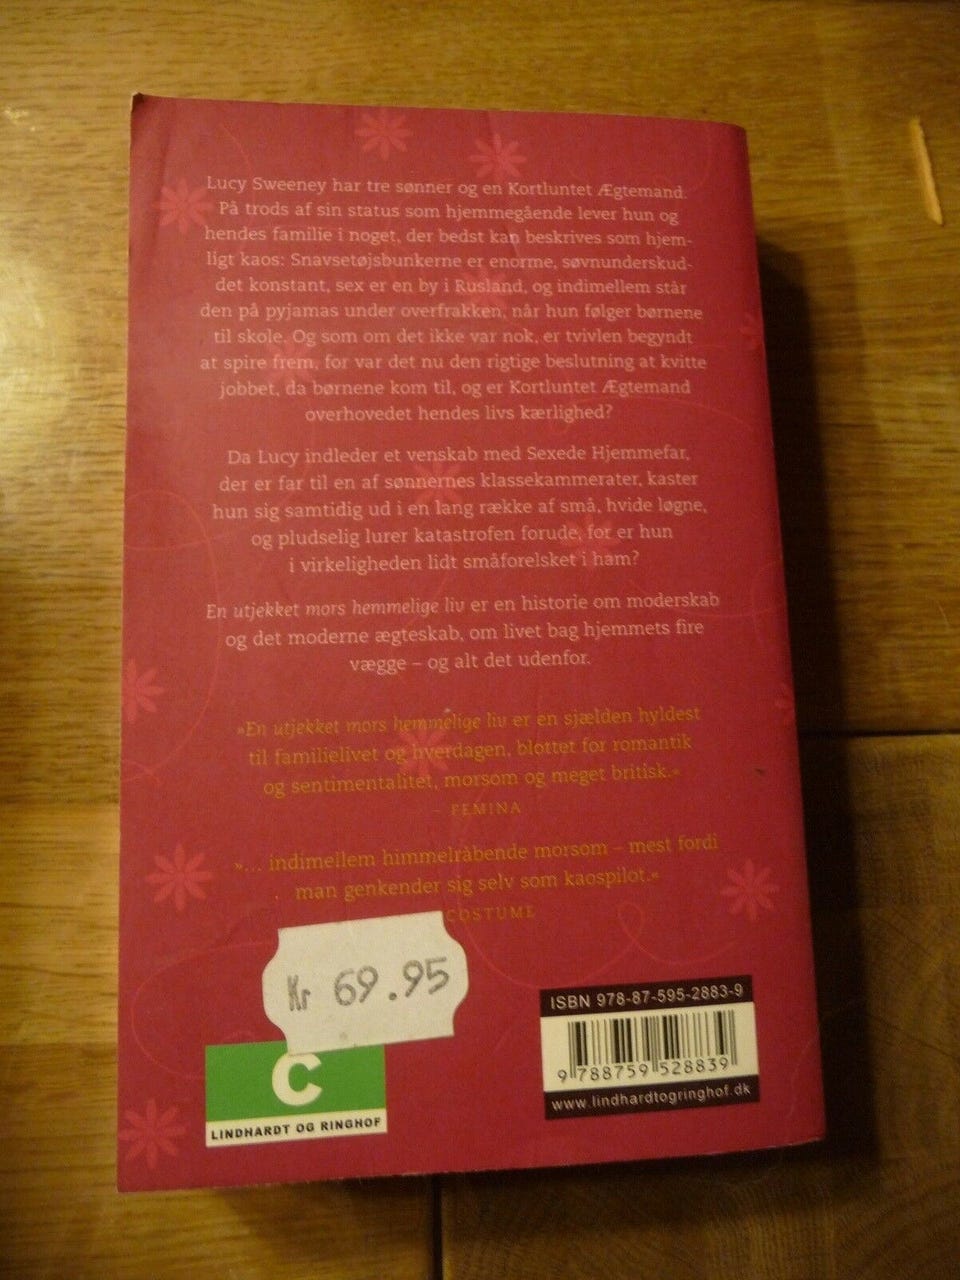 Lucy Sweeney har tre sønner og en Kortluntet Ægtemand.
På trods af sin status som hjemmegående lever hun og
hendes familie i noget, der bedst kan beskrives som hjem-
ligt kaos: Snavsetøjsbunkerne er enorme, søvnunderskud-
det konstant, sex er en by i Rusland, og indimellem står
den på pyjamas under overfrakken, når hun følger børnene
til skole. Og som om det ikke var nok, er tvivlen begyndt
at spire frem, for var det nu den rigtige beslutning at kvitte
jobbet, da børnene kom til, og er Kortluntet Ægtemand
overhovedet hendes livs kærlighed?
Da Lucy indleder et venskab med Sexede Hjemmefar,
der er far til en af sønnernes klassekammerater, kaster
hun sig samtidig ud i en lang række af små, hvide løgne,
og pludselig lurer katastrofen forude, for er hun
i virkeligheden lidt småforelsket i ham?
En utjekket mors hemmelige liv er en historie om moderskab
og det moderne ægteskab, om livet bag hjemmets fire
vægge – og alt det udenfor.
»En utjekket mors hemmelige liv er en sjælden hyldest
til familielivet og hverdagen, blottet for romantik
og sentimentalitet, morsom og meget britisk.«
– FEMINA
»... indimellem himmelråbende morsom – mest fordi
man genkender sig selv som kaospilot.«
COSTUME
Kr 69.95
C
LINDHARDT OG RINGHOF
ISBN 978-87-595-2883-9
9 788759 528839
www.lindhardtogringhof.dk